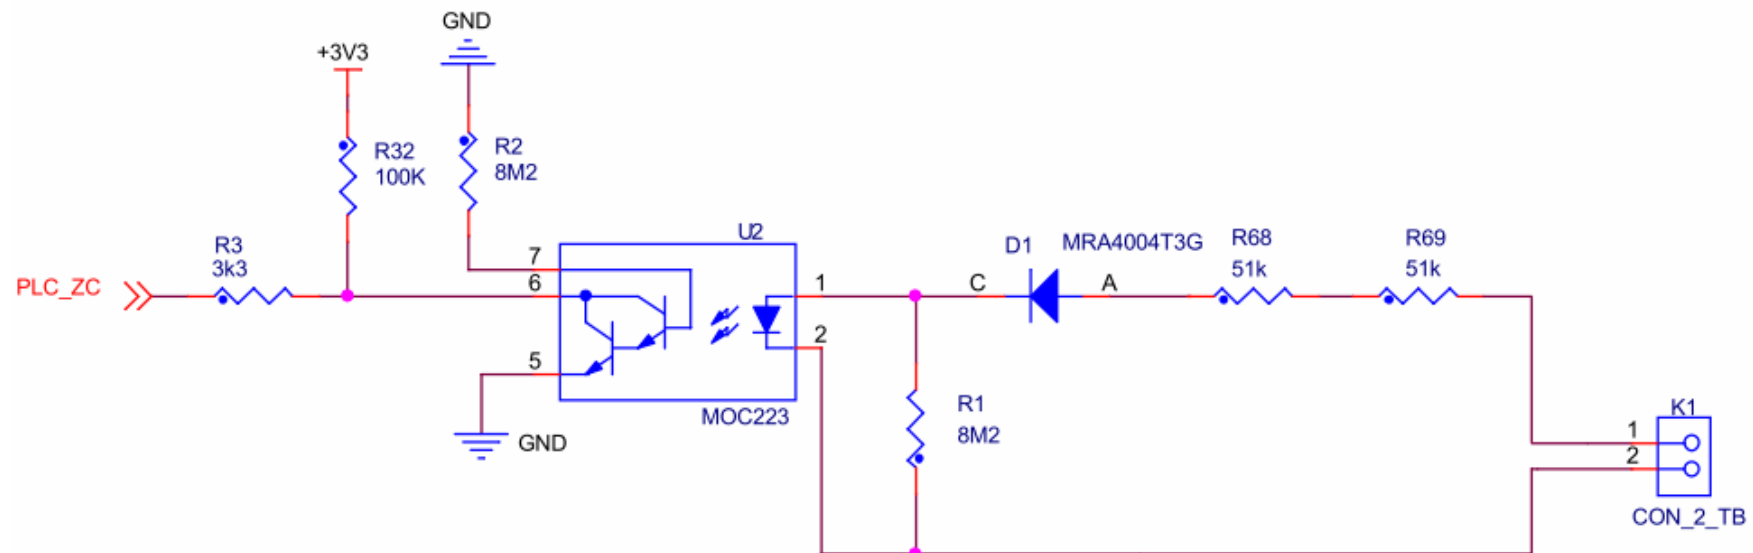 GND
+3V3
R32
100K
R2
8M2
U2
R3
3k3
PLC_ZC
7
6
5
1
2
MOC223
GND
D1
MRA4004T3G
C
A
R68
51k
R69
51k
R1
8M2
K1
1
2
CON_2_TB